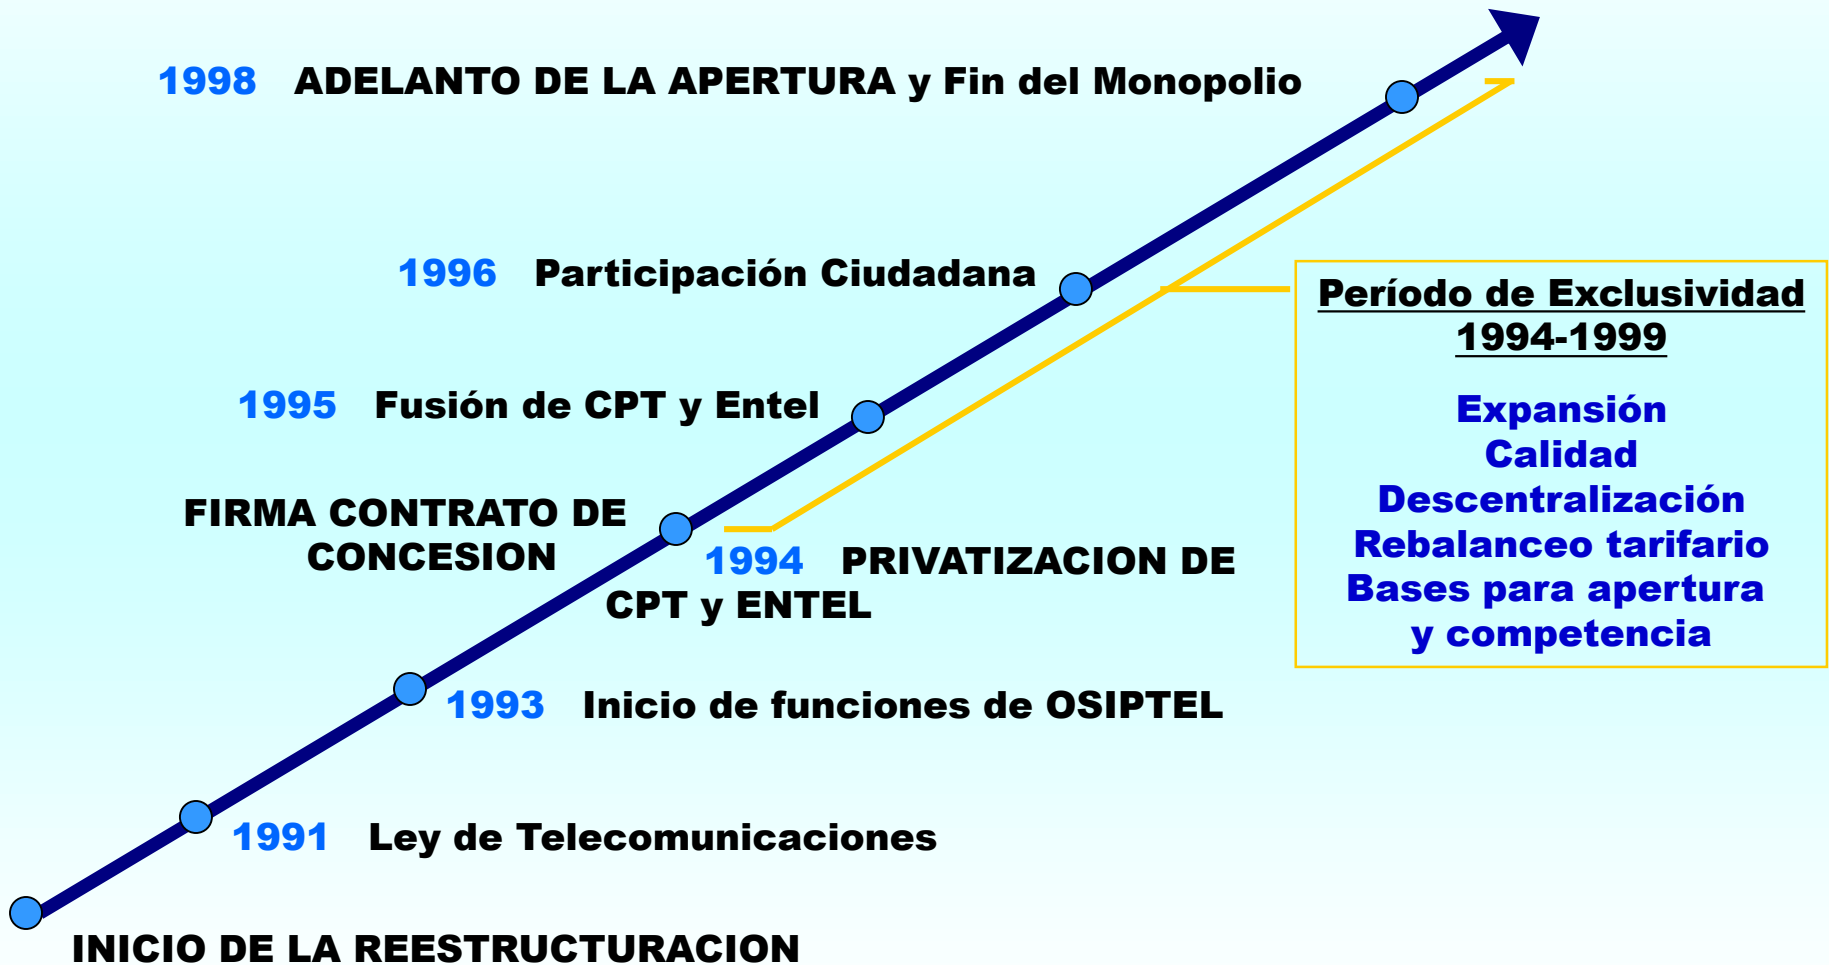 1998 ADELANTO DE LA APERTURA y Fin del Monopolio
1996 Participación Ciudadana
Período de Exclusividad
1994-1999
Expansión
Calidad
Descentralización
Rebalanceo tarifario
Bases para apertura
y competencia
1995 Fusión de CPT y Entel
FIRMA CONTRATO DE
CONCESION
1994 PRIVATIZACION DE
CPT y ENTEL
1993 Inicio de funciones de OSIPTEL
1991 Ley de Telecomunicaciones
INICIO DE LA REESTRUCTURACION